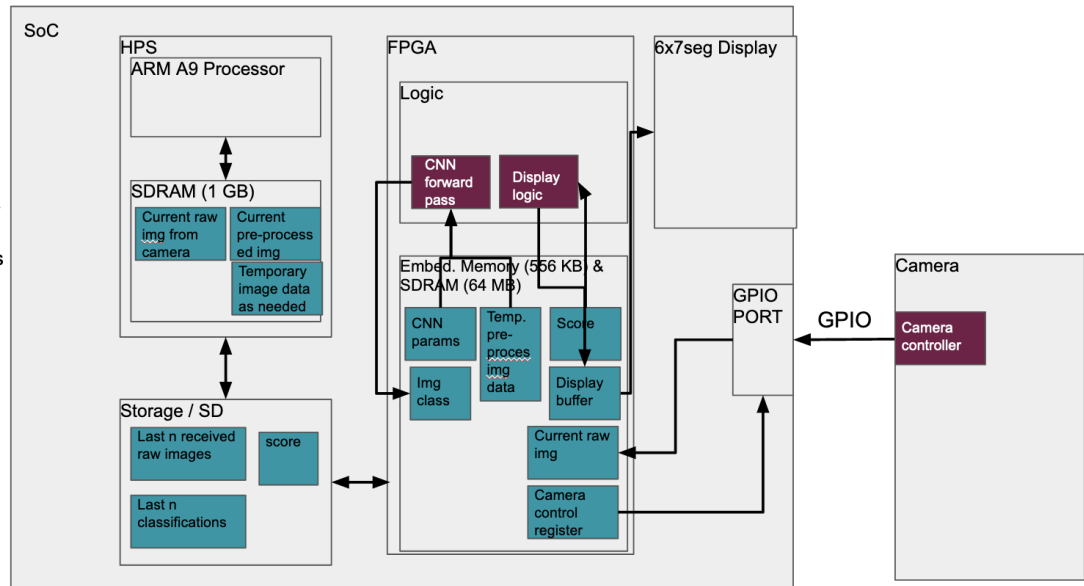 SoC
HPS
ARM A9 Processor
SDRAM (1 GB)
Current raw
img from
camera
Current
pre-process
ed img
Temporary
image data
as needed
Storage / SD
Last n received
raw images
score
Last n
classifications
FPGA
Logic
CNN
forward
pass
Display
logic
Embed. Memory (556 KB) &
SDRAM (64 MB)
CNN
params
Temp.
pre-
proces
img
data
Score
Img
class
Display
buffer
Current raw
img
Camera
control
register
6x7seg Display
GPIO
PORT
GPIO
Camera
Camera
controller
s